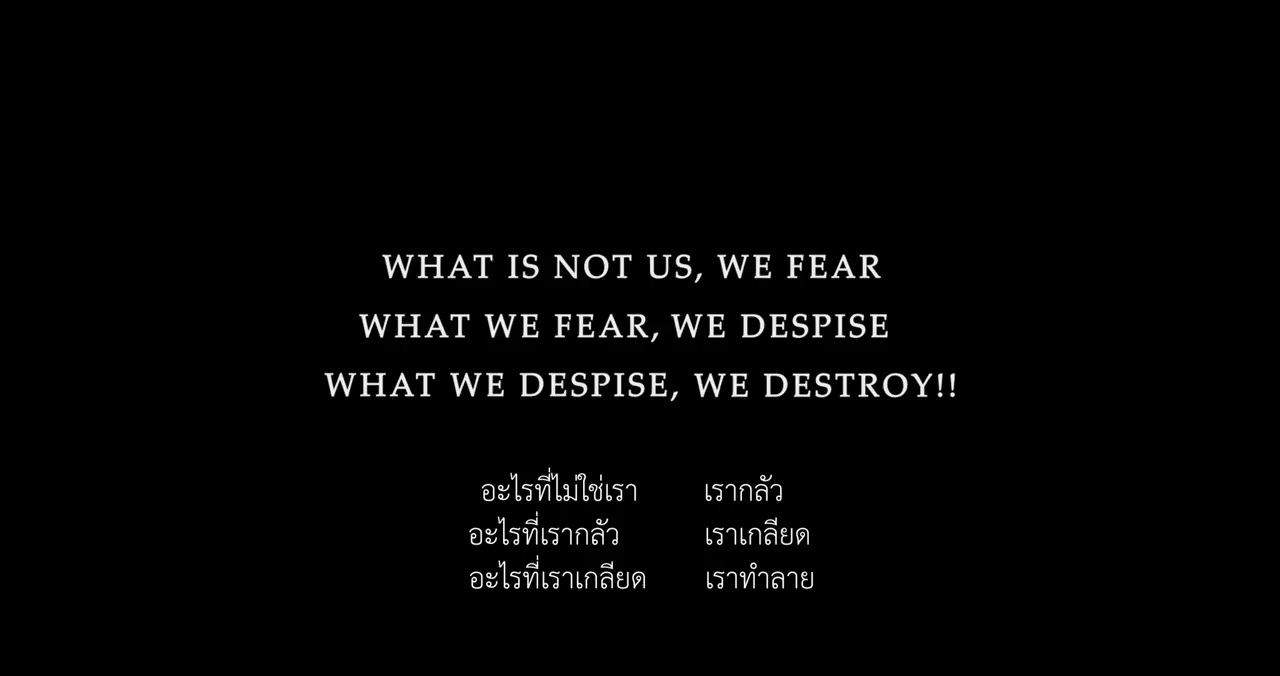 WHAT IS NOT US, WE FEAR
WHAT WE FEAR, WE DESPISE
WHAT WE DESPISE, WE DESTROY!!
อะไรที่ไม่ใช่เรา เรากลัว
อะไรที่เรากลัว เราเกลียด
อะไรที่เราเกลียด เราทำลาย